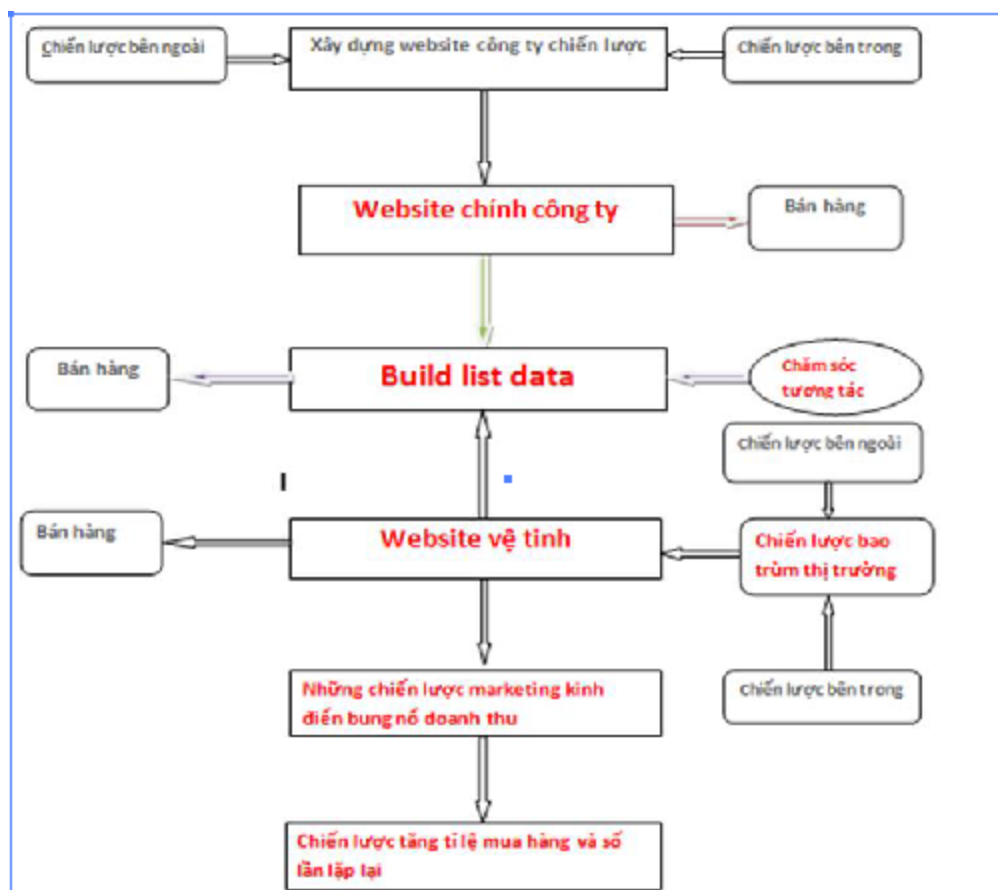 Chiến lược bên ngoài
Xây dựng website công ty chiến lược
Chiến lược bên trong
Website chính công ty
Bán hàng
Bán hàng
Build list data
Chăm sóc
tương tác
Chiến lược bên ngoài
Bán hàng
Website vệ tinh
Chiến lược bao
trùm thị trường
Những chiến lược marketing kinh
điển bung nổ doanh thu
Chiến lược bên trong
Chiến lược tăng tỉ lệ mua hàng và số
lần lặp lại